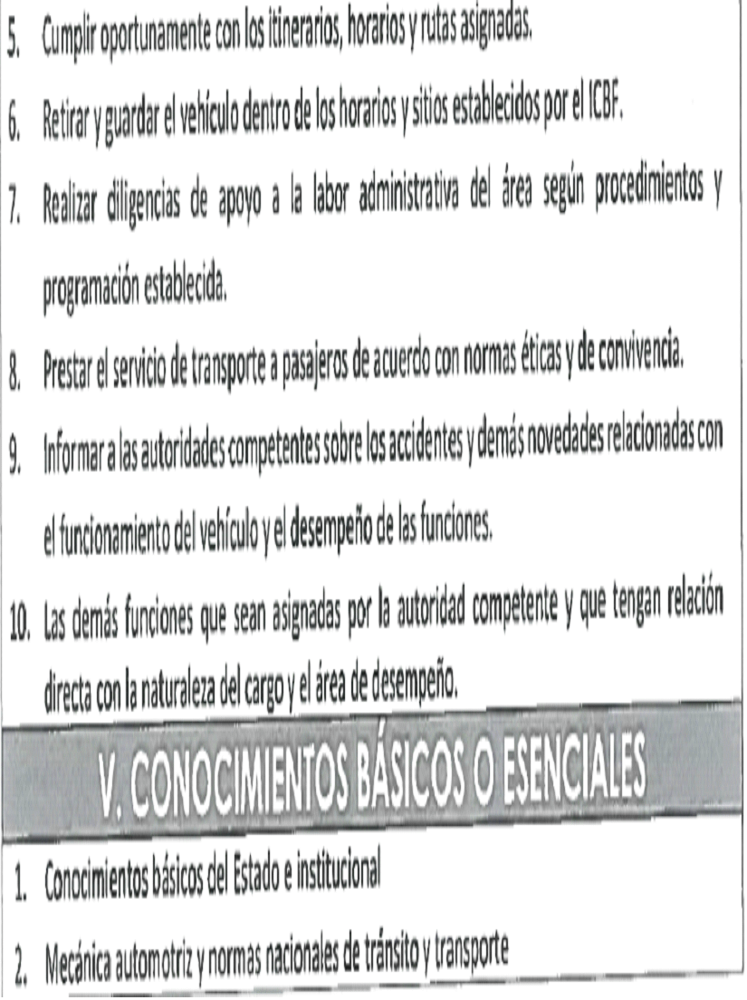 5. Cumplir oportunamente con los itinerarios, horarios y rutas asignadas.
6. Retirar y guardar el vehículo dentro de los horarios y sitios establecidos por el ICBF.
7. Realizar diligencias de apoyo a la labor administrativa del área según procedimientos y
programación establecida.
8. Prestar el servicio de transporte a pasajeros de acuerdo con normas éticas y de convivencia.
9. Informar a las autoridades competentes sobre los accidentes y demás novedades relacionadas con
el funcionamiento del vehículo y el desempeño de las funciones.
10. Las demás funciones que sean asignadas por la autoridad competente y que tengan relación
directa con la naturaleza del cargo y el área de desempeño.
V. CONOCIMIENTOS BÁSICOS O ESENCIALES
1. Conocimientos básicos del Estado e institucional
2. Mecánica automotriz y normas nacionales de tránsito y transporte